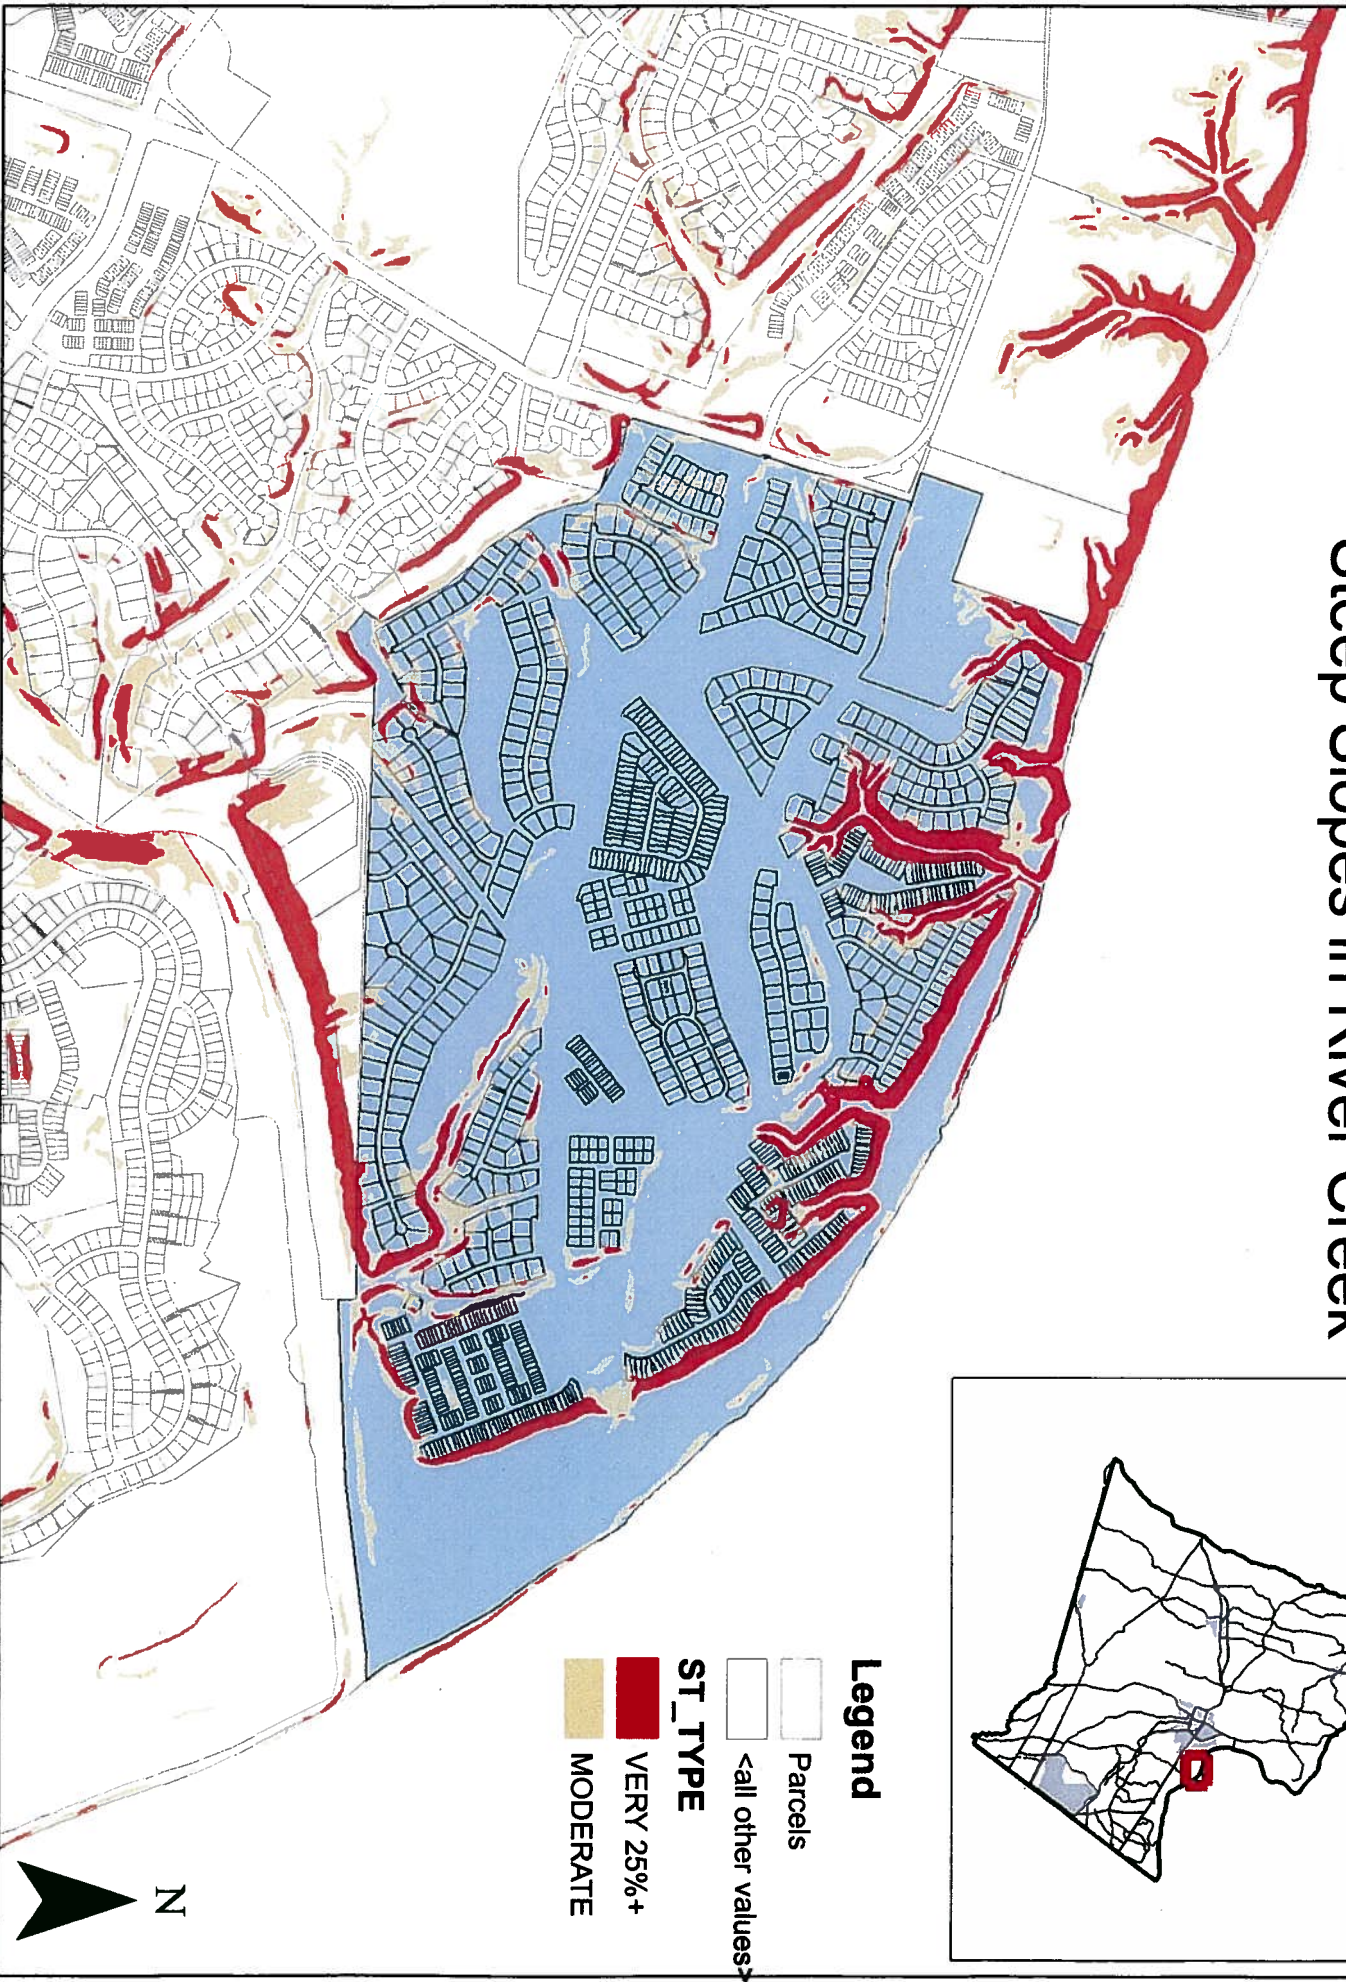 Steep Slopes in River Creek
Legend
Parcels
<all other values>
ST_TYPE
VERY 25%+
MODERATE
N